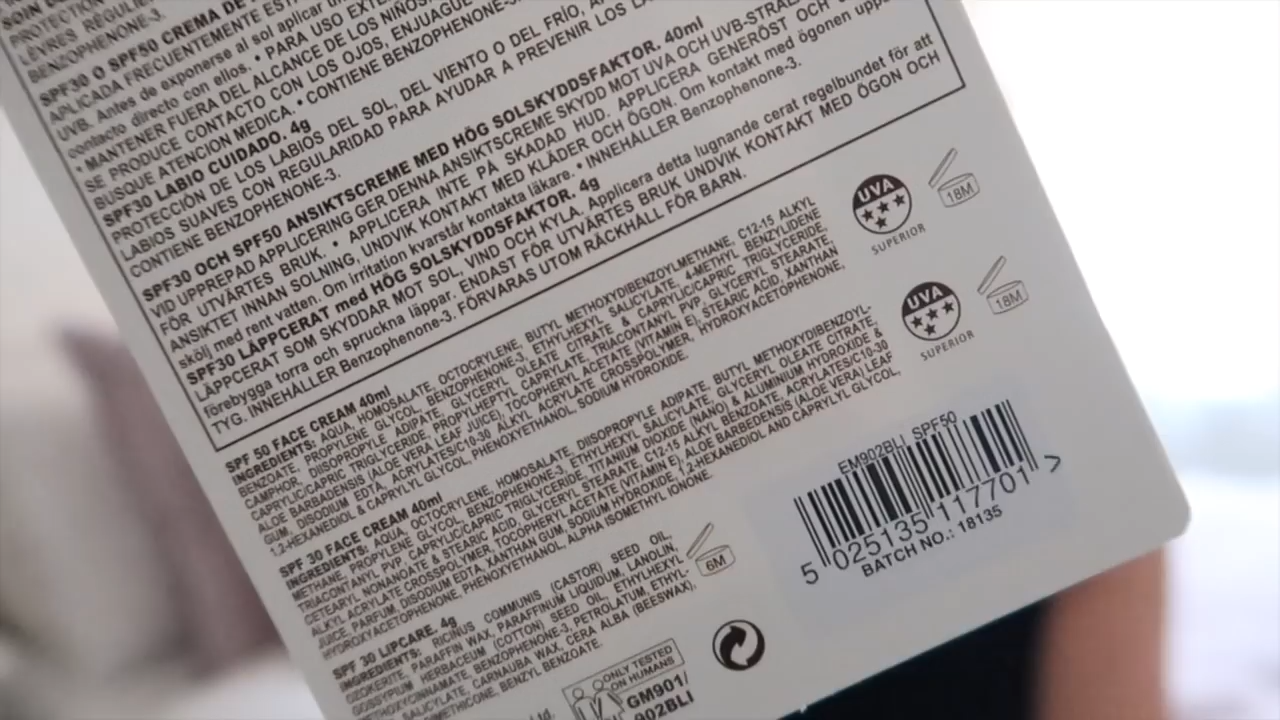 SOIN
PROTECTION
LÈVRES RÉGULIÈ
BENZOPHENONE-3.
SPF30 O SPF50 CREMA DE
APLICADA FRECUENTEMENTE
UVB. Antes de exponerse al sol aplicar
contacto directo con ellos. • PARA USO
• MANTENER FUERA DEL ALCANCE DE LOS NIÑOS
SE PRODUCE CONTACTO CON LOS OJOS, ENJUAGUE
BUSQUE ATENCION MEDICA. • CONTIENE BENZOPHENONE-3
SPF30 LABIO CUIDADO. 4g
PROTECCIÓN DE LOS LABIOS DEL SOL, DEL VIENTO O DEL FRÍO,
LABIOS SUAVES CON REGULARIDAD PARA AYUDAR A PREVENIR LOS
CONTIENE BENZOPHENONE-3.
SPF30 OCH SPF50 ANSIKTSCREME MED HÖG SOLSKYDDSFAKTOR. 40ml
VID UPPREPAD APPLICERING GER DENNA ANSIKTSCREME SKYDD MOT UVA OCH UVB-STRÅL
FÖR UTVÄRTES BRUK. • APPLICERA INTE PÅ SKADAD HUD. APPLICERA GENERÖST OCH
ANSIKTET INNAN SOLNING, UNDVIK KONTAKT MED KLÄDER OCH ÖGON. Om kontakt med ögonen
skölj med rent vatten. Om irritation kvarstår kontakta läkare. • INNEHÅLLER Benzophenone-3.
SPF30 LÄPPCERAT med HÖG SOLSKYDDSFAKTOR. 4g
LÄPPCERAT SOM SKYDDAR MOT SOL, VIND OCH KYLA. Applicera detta lugnande cerat regelbundet för att
förebygga torra och spruckna läppar. ENDAST FÖR UTVÄRTES BRUK UNDVIK KONTAKT MED ÖGON OCH
TYG. INNEHÅLLER Benzophenone-3. FÖRVARAS UTOM RÄCKHÅLL FÖR BARN.
SPF 50 FACE CREAM 40ml
INGREDIENTS: AQUA, HOMOSALATE, OCTOCRYLENE, BUTYL METHOXYDIBENZOYLMETHANE, C12-15 ALKYL
BENZOATE, PROPYLENE GLYCOL, BENZOPHENONE-3, ETHYLHEXYL SALICYLATE, 4-METHYL BENZYLIDENE
CAMPHOR, DIISOPROPYLE ADIPATE, GLYCERYL OLEATE CITRATE & CAPRYLIC/CAPRIC TRIGLYCERIDE,
CAPRYLIC/CAPRIC TRIGLYCERIDE, PROPYLHEPTYL CAPRYLATE, TRIACONTANYL PVP, GLYCERYL STEARATE,
ALOE BARBADENSIS (ALOE VERA LEAF JUICE), TOCOPHERYL ACETATE (VITAMIN E), STEARIC ACID, XANTHAN
GUM, DISODIUM EDTA, ACRYLATES/C10-30 ALKYL ACRYLATE CROSSPOLYMER, HYDROXYACETOPHENONE,
1,2-HEXANEDIOL & CAPRYLYL GLYCOL, PHENOXYETHANOL, SODIUM HYDROXIDE.
SPF 30 FACE CREAM 40ml
INGREDIENTS: AQUA, OCTOCRYLENE, HOMOSALATE, DIISOPROPYLE ADIPATE, BUTYL METHOXYDIBENZOYL-
METHANE, PROPYLENE GLYCOL, BENZOPHENONE-3, ETHYLHEXYL SALICYLATE, GLYCERYL OLEATE CITRATE,
TRIACONTANYL PVP, CAPRYLIC/CAPRIC TRIGLYCERIDE, TITANIUM DIOXIDE (NANO) & ALUMINIUM HYDROXIDE &
CETEARYL NONANOATE & STEARIC ACID, GLYCERYL STEARATE, C12-15 ALKYL BENZOATE, ACRYLATES/C10-30
ALKYL ACRYLATE CROSSPOLYMER, TOCOPHERYL ACETATE (VITAMIN E) ALOE BARBEDENSIS (ALOE VERA) LEAF
JUICE, PARFUM, DISODIUM EDTA, XANTHAN GUM, SODIUM HYDROXIDE, 1,2-HEXANEDIOL AND CAPRYLYL GLYCOL,
HYDROXYACETOPHENONE, PHENOXYETHANOL, ALPHA ISOMETHYL IONONE.
SPF 30 LIPCARE. 4g
INGREDIENTS: RICINUS COMMUNIS (CASTOR) SEED OIL,
OZOKERITE, PARAFFIN WAX, PARAFFINUM LIQUIDUM, LANOLIN,
GOSSYPIUM HERBACEUM (COTTON) SEED OIL, ETHYLHEXYL
METHOXYCINNAMATE, BENZOPHENONE-3, PETROLATUM, ETHYL-
SALICYLATE, CARNAUBA WAX, CERA ALBA (BEESWAX),
DIMETHICONE, BENZYL BENZOATE.
UVA
SUPERIOR
18M
UVA
SUPERIOR
18M
6M
EM902BLI SPF50
5 025135 117701 >
BATCH NO.: 18135
ONLY TESTED
ON HUMANS
Ltd.
GM901/
902BLI